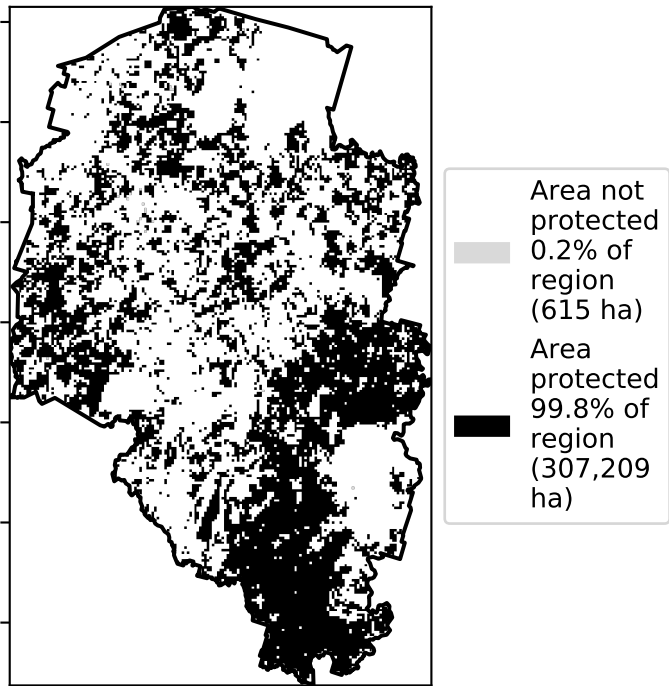 Area not
protected
0.2% of
region
(615 ha)
Area
protected
99.8% of
region
(307,209
ha)